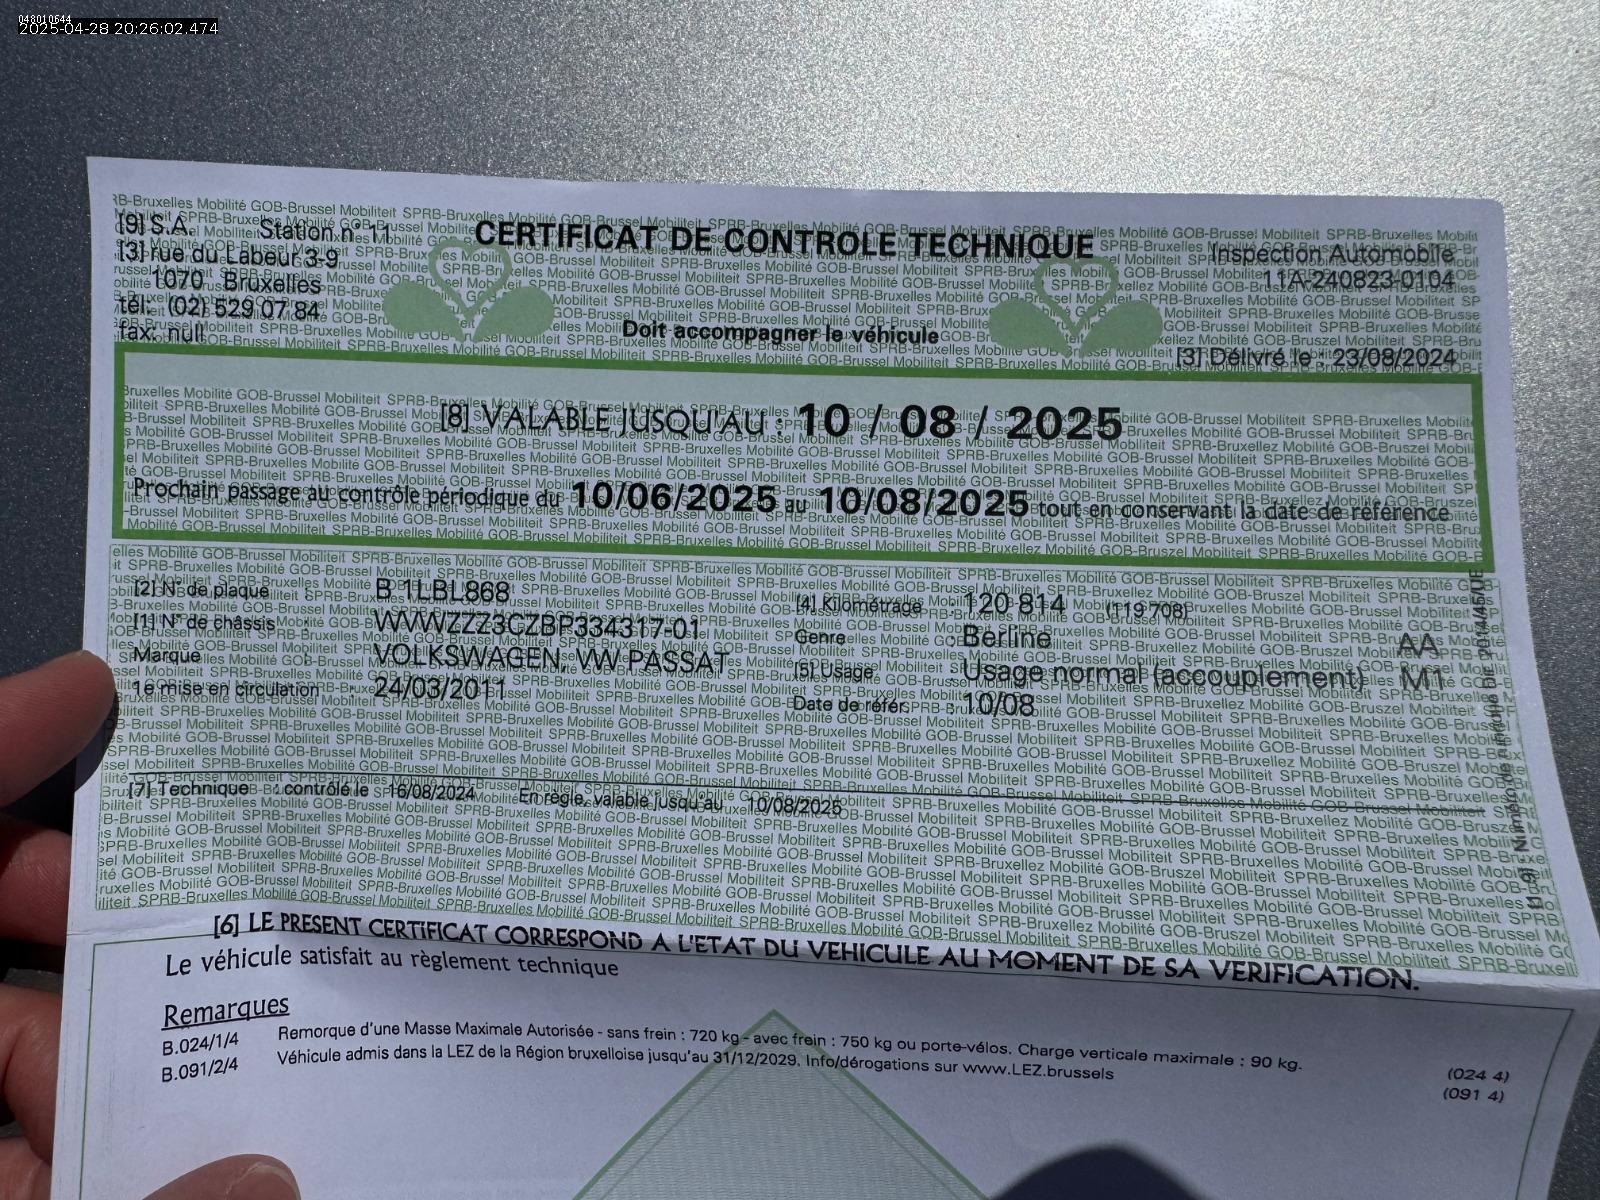 048010644
2025-04-28 20:26:02.474
[9] S.A. Station n° 11
[3] rue du Labeur 3-9
1070 Bruxelles
tél: (02) 529 07 84
fax. null
CERTIFICAT DE CONTROLE TECHNIQUE
Doit accompagner le véhicule
Inspection Automobile
11A-240823-0104
[3] Délivré le : 23/08/2024
[8] VALABLE JUSQU'AU : 10 / 08 / 2025
Prochain passage au contrôle périodique du 10/06/2025 au 10/08/2025 tout en conservant la date de référence
[2] N° de plaque : B 1LBL868
[1] N° de châssis : WVWZZZ3CZBP334317-01
Marque : VOLKSWAGEN, VW PASSAT
1e mise en circulation : 24/03/2011
[4] Kilométrage : 120 814 (119 708)
Genre : Berline AA
[5] Usage : Usage normal (accouplement) M1
Date de référ. : 10/08
[7] Technique : contrôlé le 16/08/2024 En règle, valable jusqu'au 10/08/2025
[6] LE PRESENT CERTIFICAT CORRESPOND A L'ETAT DU VEHICULE AU MOMENT DE SA VERIFICATION.
Le véhicule satisfait au règlement technique
Remarques
B.024/1/4 Remorque d'une Masse Maximale Autorisée - sans frein : 720 kg - avec frein : 750 kg ou porte-vélos. Charge verticale maximale : 90 kg. (024 4)
B.091/2/4 Véhicule admis dans la LEZ de la Région bruxelloise jusqu'au 31/12/2029. Info/dérogations sur www.LEZ.brussels (091 4)